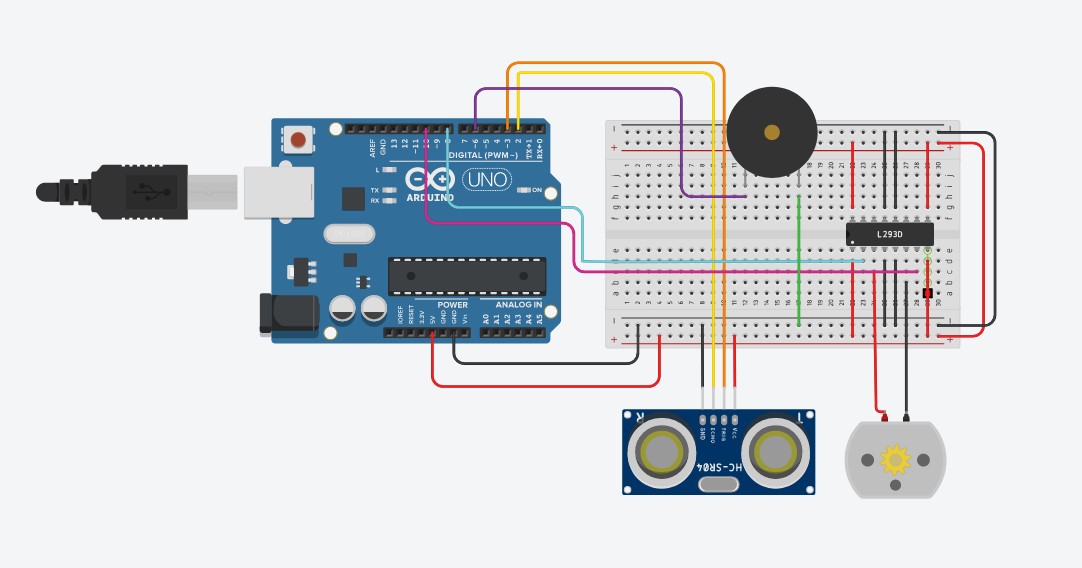 AREF
GND
13
12
~11
~10
~9
8
7
~6
~5
4
~3
2
TX→1
RX←0
DIGITAL (PWM~)
L
TX
RX
UNO
ARDUINO
ON
POWER
ANALOG IN
IOREF
RESET
3.3V
5V
GND
GND
Vin
A0
A1
A2
A3
A4
A5
L293D
R
T
GND
ECHO
TRIG
VCC
HC-SR04